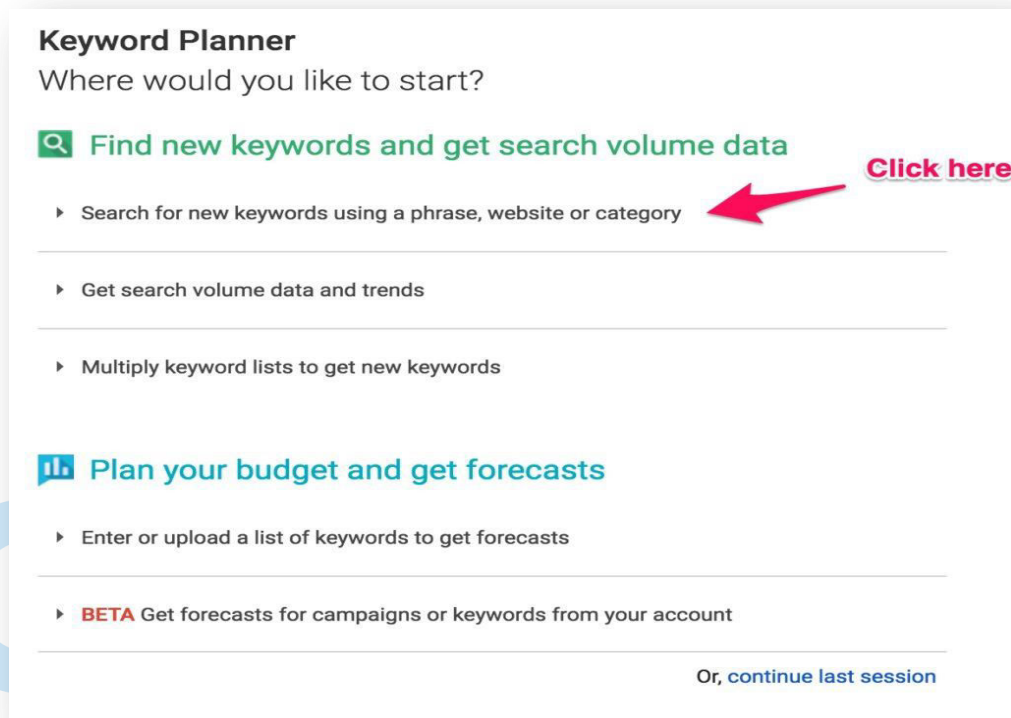 Keyword Planner
Where would you like to start?
Find new keywords and get search volume data
Click here
Search for new keywords using a phrase, website or category
Get search volume data and trends
Multiply keyword lists to get new keywords
Plan your budget and get forecasts
Enter or upload a list of keywords to get forecasts
BETA Get forecasts for campaigns or keywords from your account
Or, continue last session